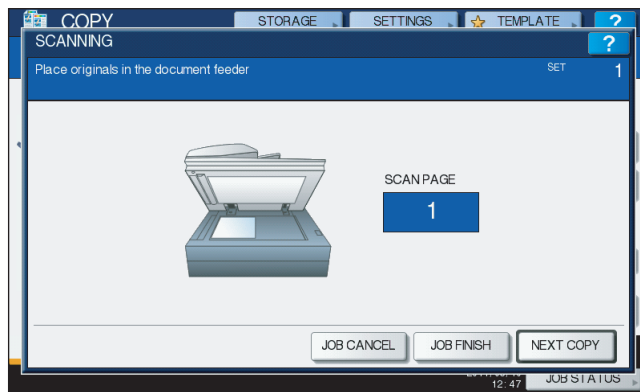 COPY
STORAGE
SETTINGS
TEMPLATE
?
SCANNING
?
Place originals in the document feeder
SET
1
SCAN PAGE
1
JOB CANCEL
JOB FINISH
NEXT COPY
12:47
JOB STATUS